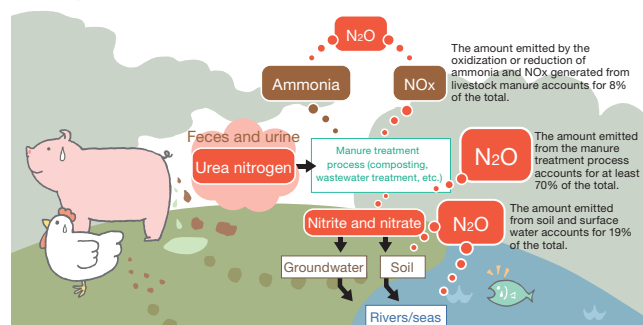 N₂O
The amount emitted by the
oxidization or reduction of
ammonia and NOx generated from
livestock manure accounts for 8%
of the total.
Ammonia
NOx
Feces and urine
Urea nitrogen
Manure treatment
process (composting,
wastewater treatment, etc.)
N₂O
The amount emitted
from the manure
treatment process
accounts for at least
70% of the total.
Nitrite and nitrate
N₂O
The amount emitted
from soil and surface
water accounts for 19%
of the total.
Groundwater
Soil
Rivers/seas